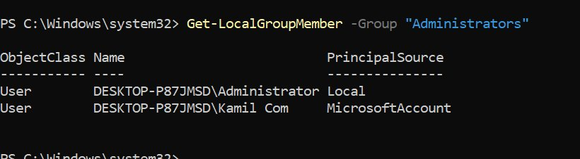 PS C:\Windows\system32> Get-LocalGroupMember -Group "Administrators"
ObjectClass Name                          PrincipalSource
----------- ----                          ---------------
User        DESKTOP-P87JMSD\Administrator Local
User        DESKTOP-P87JMSD\Kamil Com     MicrosoftAccount
PS C:\Windows\system32>